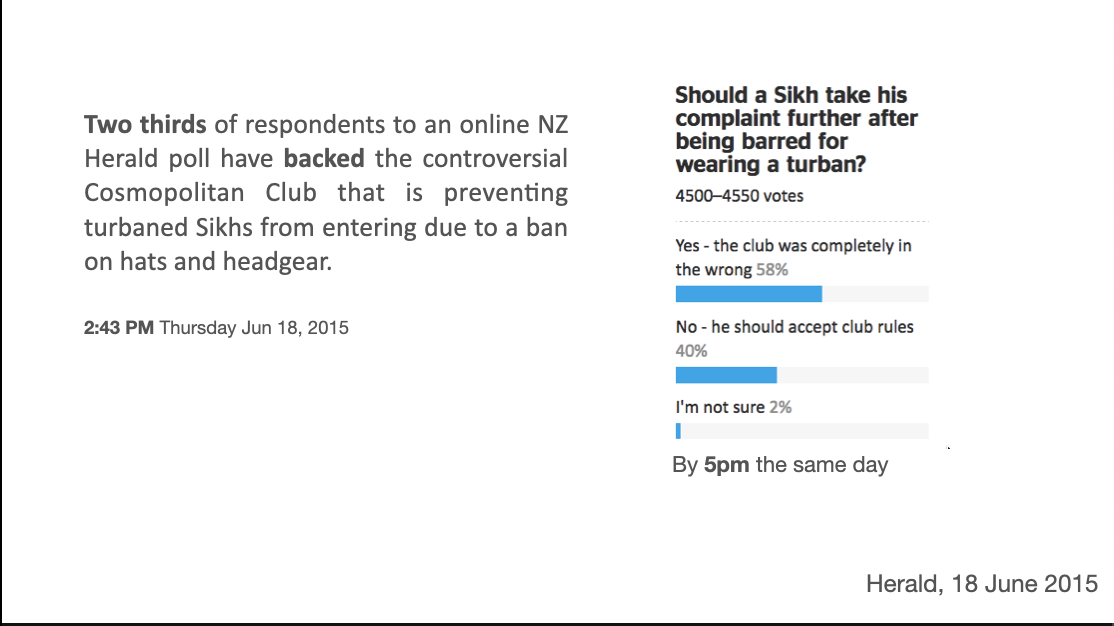 Two thirds of respondents to an online NZ
Herald poll have backed the controversial
Cosmopolitan Club that is preventing
turbaned Sikhs from entering due to a ban
on hats and headgear.
2:43 PM Thursday Jun 18, 2015
Should a Sikh take his
complaint further after
being barred for
wearing a turban?
4500–4550 votes
Yes - the club was completely in
the wrong 58%
No - he should accept club rules
40%
I'm not sure 2%
By 5pm the same day
Herald, 18 June 2015